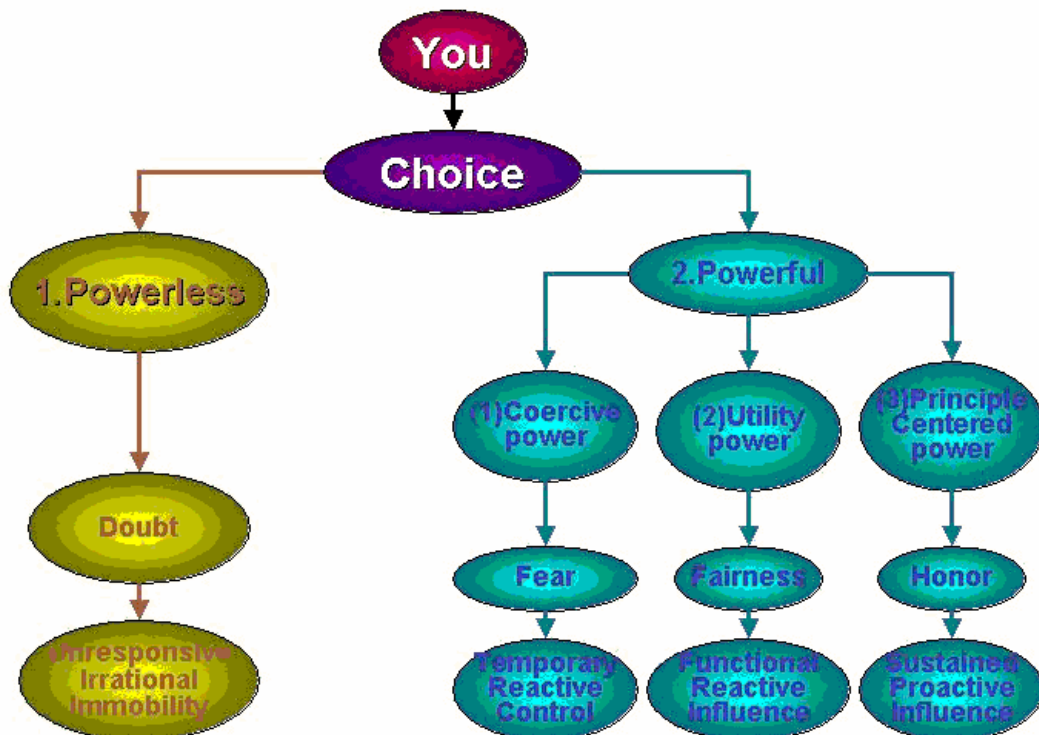 You
Choice
1.Powerless
2.Powerful
(1)Coercive
power
(2)Utility
power
(3)Principle
Centered
power
Doubt
Fear
Fairness
Honor
Unresponsive
Irrational
Immobility
Temporary
Reactive
Control
Functional
Reactive
Influence
Sustained
Proactive
Influence